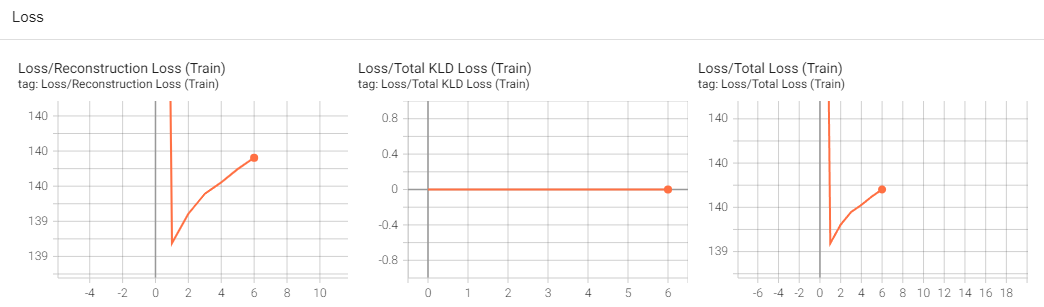 Loss
Loss/Reconstruction Loss (Train)
tag: Loss/Reconstruction Loss (Train)
140
140
140
139
139
-4 -2 0 2 4 6 8 10
Loss/Total KLD Loss (Train)
tag: Loss/Total KLD Loss (Train)
0.8
0.4
0
-0.4
-0.8
0 1 2 3 4 5 6
Loss/Total Loss (Train)
tag: Loss/Total Loss (Train)
140
140
140
139
-6 -4 -2 0 2 4 6 8 10 12 14 16 18